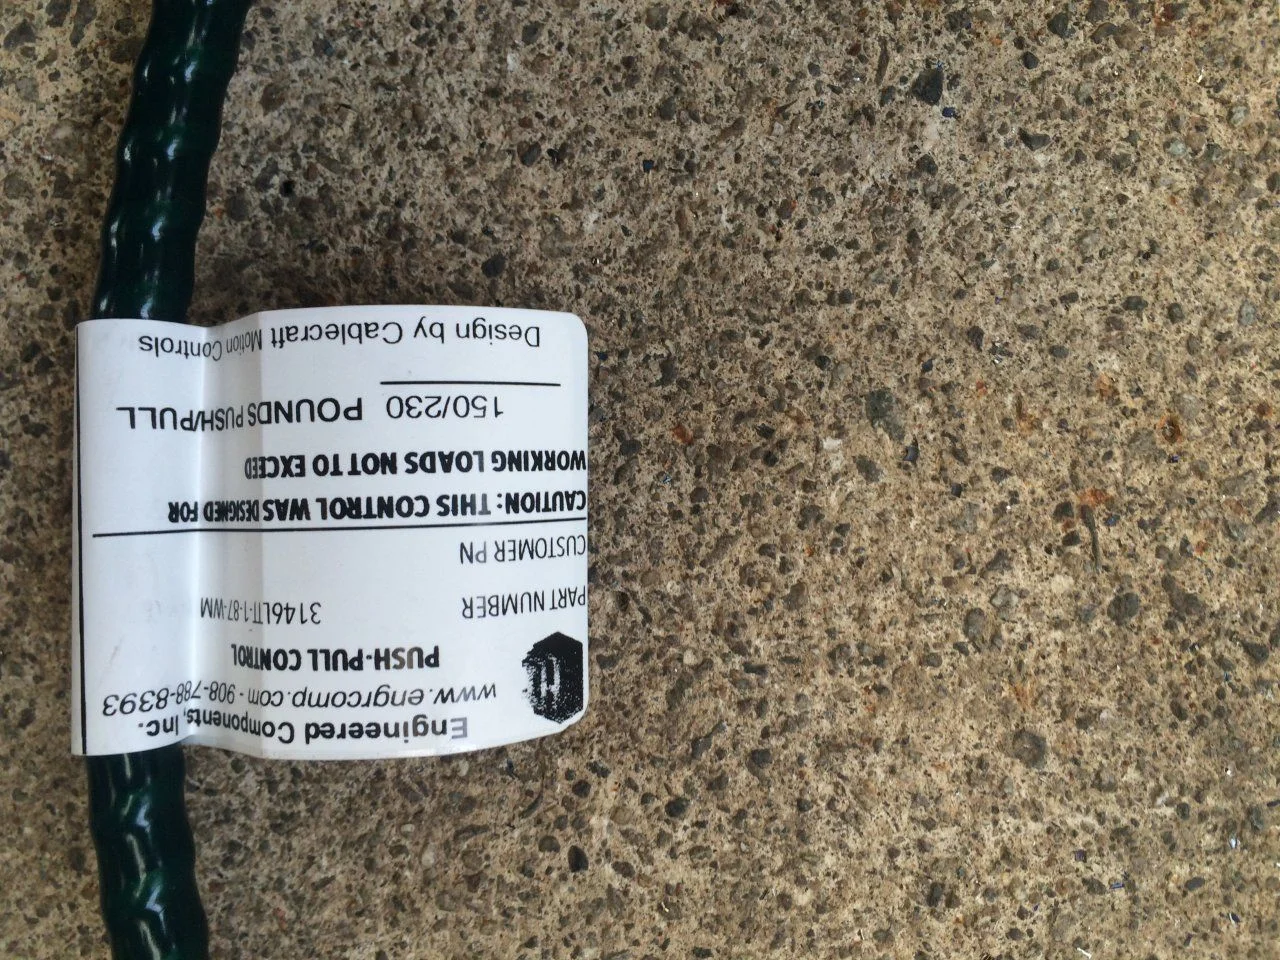 Engineered Components, Inc.
www.engrcomp.com - 908-788-8393
PUSH-PULL CONTROL
PART NUMBER 3146LTT-1-87-WM
CUSTOMER PN
CAUTION: THIS CONTROL WAS DESIGNED FOR
WORKING LOADS NOT TO EXCEED
150/230 POUNDS PUSH/PULL
Design by Cablecraft Motion Controls